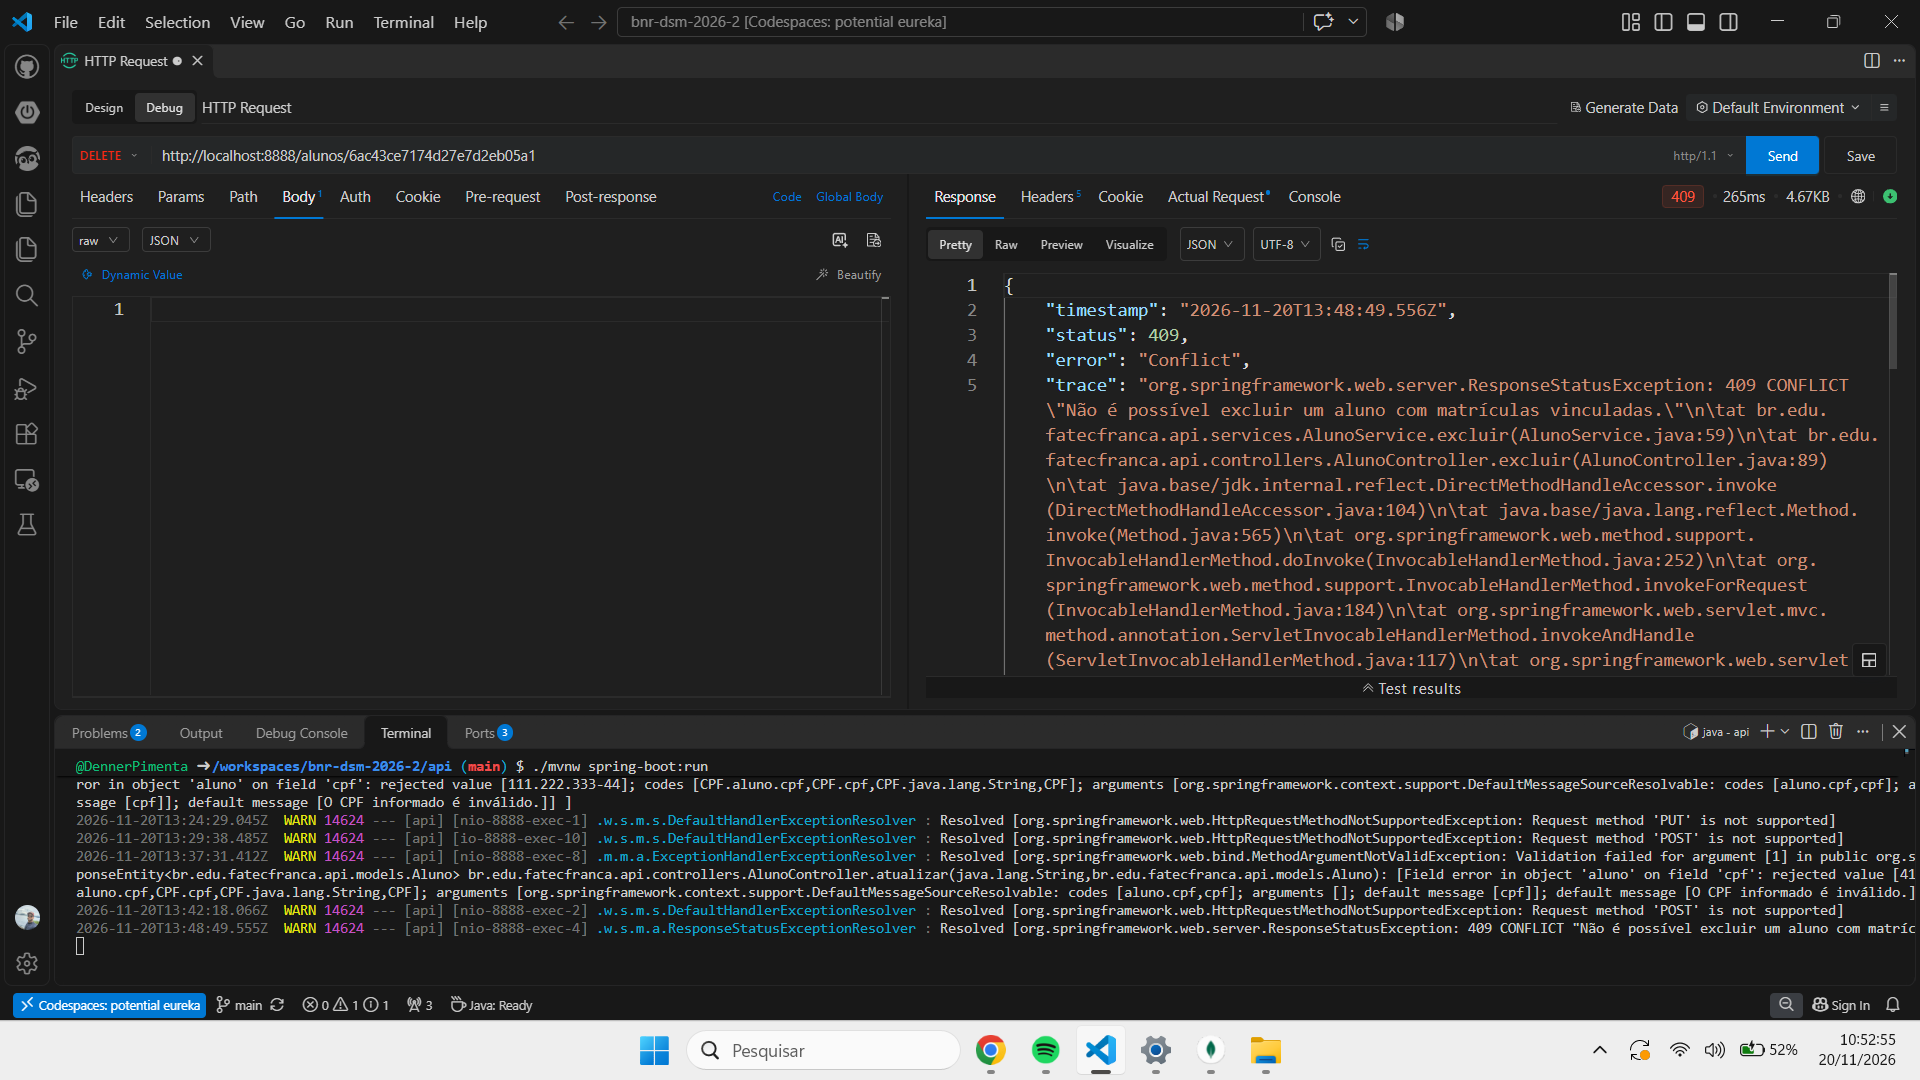 File Edit Selection View Go Run Terminal Help
bnr-dsm-2026-2 [Codespaces: potential eureka]
HTTP HTTP Request
Design Debug HTTP Request
Generate Data Default Environment
DELETE http://localhost:8888/alunos/6ac43ce7174d27e7d2eb05a1
http/1.1 Send Save
Headers Params Path Body 1 Auth Cookie Pre-request Post-response Code Global Body
raw JSON
AI
Dynamic Value Beautify
1
Response Headers 5 Cookie Actual Request Console 409 265ms 4.67KB
Pretty Raw Preview Visualize JSON UTF-8
1 {
2 "timestamp": "2026-11-20T13:48:49.556Z",
3 "status": 409,
4 "error": "Conflict",
5 "trace": "org.springframework.web.server.ResponseStatusException: 409 CONFLICT
\"Não é possível excluir um aluno com matrículas vinculadas.\"\n\tat br.edu.
fatecfranca.api.services.AlunoService.excluir(AlunoService.java:59)\n\tat br.edu.
fatecfranca.api.controllers.AlunoController.excluir(AlunoController.java:89)
\n\tat java.base/jdk.internal.reflect.DirectMethodHandleAccessor.invoke
(DirectMethodHandleAccessor.java:104)\n\tat java.base/java.lang.reflect.Method.
invoke(Method.java:565)\n\tat org.springframework.web.method.support.
InvocableHandlerMethod.doInvoke(InvocableHandlerMethod.java:252)\n\tat org.
springframework.web.method.support.InvocableHandlerMethod.invokeForRequest
(InvocableHandlerMethod.java:184)\n\tat org.springframework.web.servlet.mvc.
method.annotation.ServletInvocableHandlerMethod.invokeAndHandle
(ServletInvocableHandlerMethod.java:117)\n\tat org.springframework.web.servlet
Test results
Problems 2 Output Debug Console Terminal Ports 3
java - api
@DennerPimenta ➜ /workspaces/bnr-dsm-2026-2/api (main) $ ./mvnw spring-boot:run
ror in object 'aluno' on field 'cpf': rejected value [111.222.333-44]; codes [CPF.aluno.cpf,CPF.cpf,CPF.java.lang.String,CPF]; arguments [org.springframework.context.support.DefaultMessageSourceResolvable: codes [aluno.cpf,cpf]; a
ssage [cpf]]; default message [O CPF informado é inválido.]] ]
2026-11-20T13:24:29.045Z WARN 14624 --- [api] [nio-8888-exec-1] .w.s.m.s.DefaultHandlerExceptionResolver : Resolved [org.springframework.web.HttpRequestMethodNotSupportedException: Request method 'PUT' is not supported]
2026-11-20T13:29:38.485Z WARN 14624 --- [api] [io-8888-exec-10] .w.s.m.s.DefaultHandlerExceptionResolver : Resolved [org.springframework.web.HttpRequestMethodNotSupportedException: Request method 'POST' is not supported]
2026-11-20T13:37:31.412Z WARN 14624 --- [api] [nio-8888-exec-8] .m.m.a.ExceptionHandlerExceptionResolver : Resolved [org.springframework.web.bind.MethodArgumentNotValidException: Validation failed for argument [1] in public org.s
ponseEntity<br.edu.fatecfranca.api.models.Aluno> br.edu.fatecfranca.api.controllers.AlunoController.atualizar(java.lang.String,br.edu.fatecfranca.api.models.Aluno): [Field error in object 'aluno' on field 'cpf': rejected value [41
aluno.cpf,CPF.cpf,CPF.java.lang.String,CPF]; arguments [org.springframework.context.support.DefaultMessageSourceResolvable: codes [aluno.cpf,cpf]; arguments []; default message [cpf]]; default message [O CPF informado é inválido.]
2026-11-20T13:42:18.066Z WARN 14624 --- [api] [nio-8888-exec-2] .w.s.m.s.DefaultHandlerExceptionResolver : Resolved [org.springframework.web.HttpRequestMethodNotSupportedException: Request method 'POST' is not supported]
2026-11-20T13:48:49.555Z WARN 14624 --- [api] [nio-8888-exec-4] .w.s.m.a.ResponseStatusExceptionResolver : Resolved [org.springframework.web.server.ResponseStatusException: 409 CONFLICT "Não é possível excluir um aluno com matríc
Codespaces: potential eureka main 0 1 1 3 Java: Ready Sign In
Pesquisar
52%
10:52:55
20/11/2026